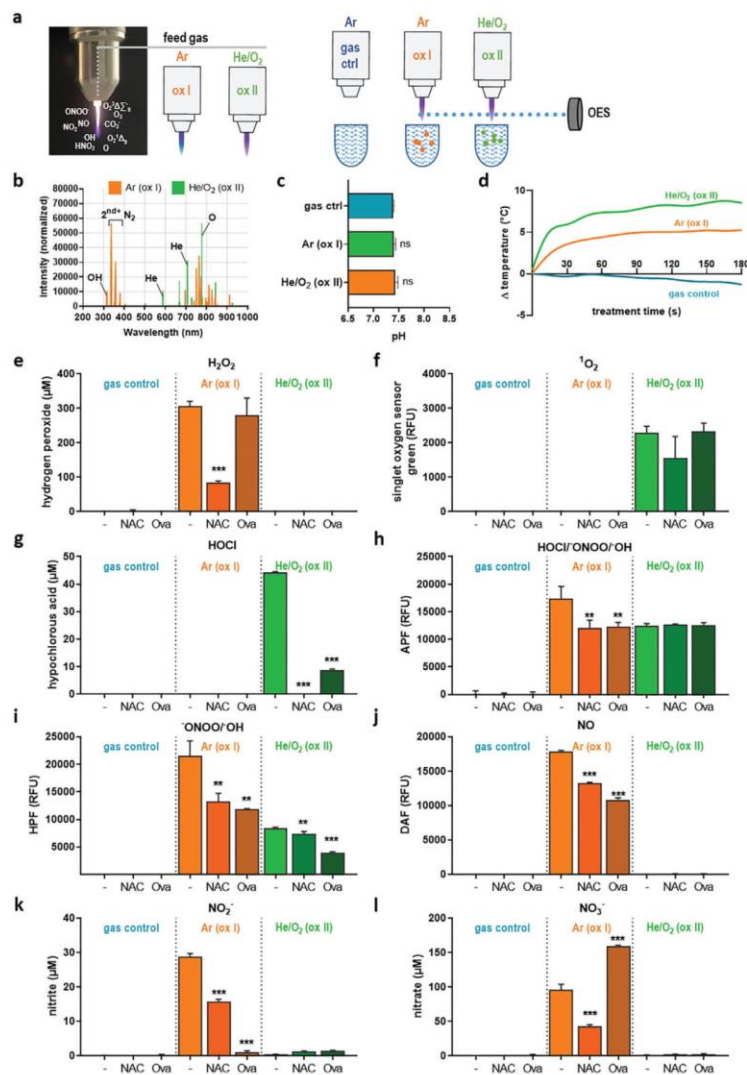 a
feed gas
Ar
He/O₂
ox I
ox II
ONOO⁻
NO₂
NO
OH
HNO₂
O₂
CO₃⁻
O₂¹Δg
O
Ar
Ar
He/O₂
gas
ctrl
ox I
ox II
OES
b
Ar (ox I)
He/O₂ (ox II)
Intensity (normalized)
80000
70000
60000
50000
40000
30000
20000
10000
0
2ⁿᵈ⁺ N₂
OH
He
He
O
200 300 400 500 600 700 800 900 1000
Wavelength (nm)
c
gas ctrl
Ar (ox I)
He/O₂ (ox II)
ns
ns
6.5 7.0 7.5 8.0 8.5
pH
d
Δ temperature (°C)
15
10
5
0
-5
He/O₂ (ox II)
Ar (ox I)
gas control
30 60 90 120 150 180
treatment time (s)
e
H₂O₂
gas control
Ar (ox I)
He/O₂ (ox II)
hydrogen peroxide (µM)
400
300
200
100
0
***
- NAC Ova - NAC Ova - NAC Ova
f
¹O₂
gas control
Ar (ox I)
He/O₂ (ox II)
singlet oxygen sensor
green (RFU)
4000
3000
2000
1000
0
- NAC Ova - NAC Ova - NAC Ova
g
HOCl
gas control
Ar (ox I)
He/O₂ (ox II)
hypochlorous acid (µM)
60
40
20
0
***
***
- NAC Ova - NAC Ova - NAC Ova
h
HOCl/⁻ONOO/·OH
gas control
Ar (ox I)
He/O₂ (ox II)
APF (RFU)
25000
20000
15000
10000
5000
0
**
**
- NAC Ova - NAC Ova - NAC Ova
i
⁻ONOO/·OH
gas control
Ar (ox I)
He/O₂ (ox II)
HPF (RFU)
25000
20000
15000
10000
5000
**
**
**
***
- NAC Ova - NAC Ova - NAC Ova
j
NO
gas control
Ar (ox I)
He/O₂ (ox II)
DAF (RFU)
20000
15000
10000
5000
0
***
***
- NAC Ova - NAC Ova - NAC Ova
k
NO₂⁻
gas control
Ar (ox I)
He/O₂ (ox II)
nitrite (µM)
40
30
20
10
0
***
***
- NAC Ova - NAC Ova - NAC Ova
l
NO₃⁻
gas control
Ar (ox I)
He/O₂ (ox II)
nitrate (µM)
200
150
100
50
0
***
***
- NAC Ova - NAC Ova - NAC Ova